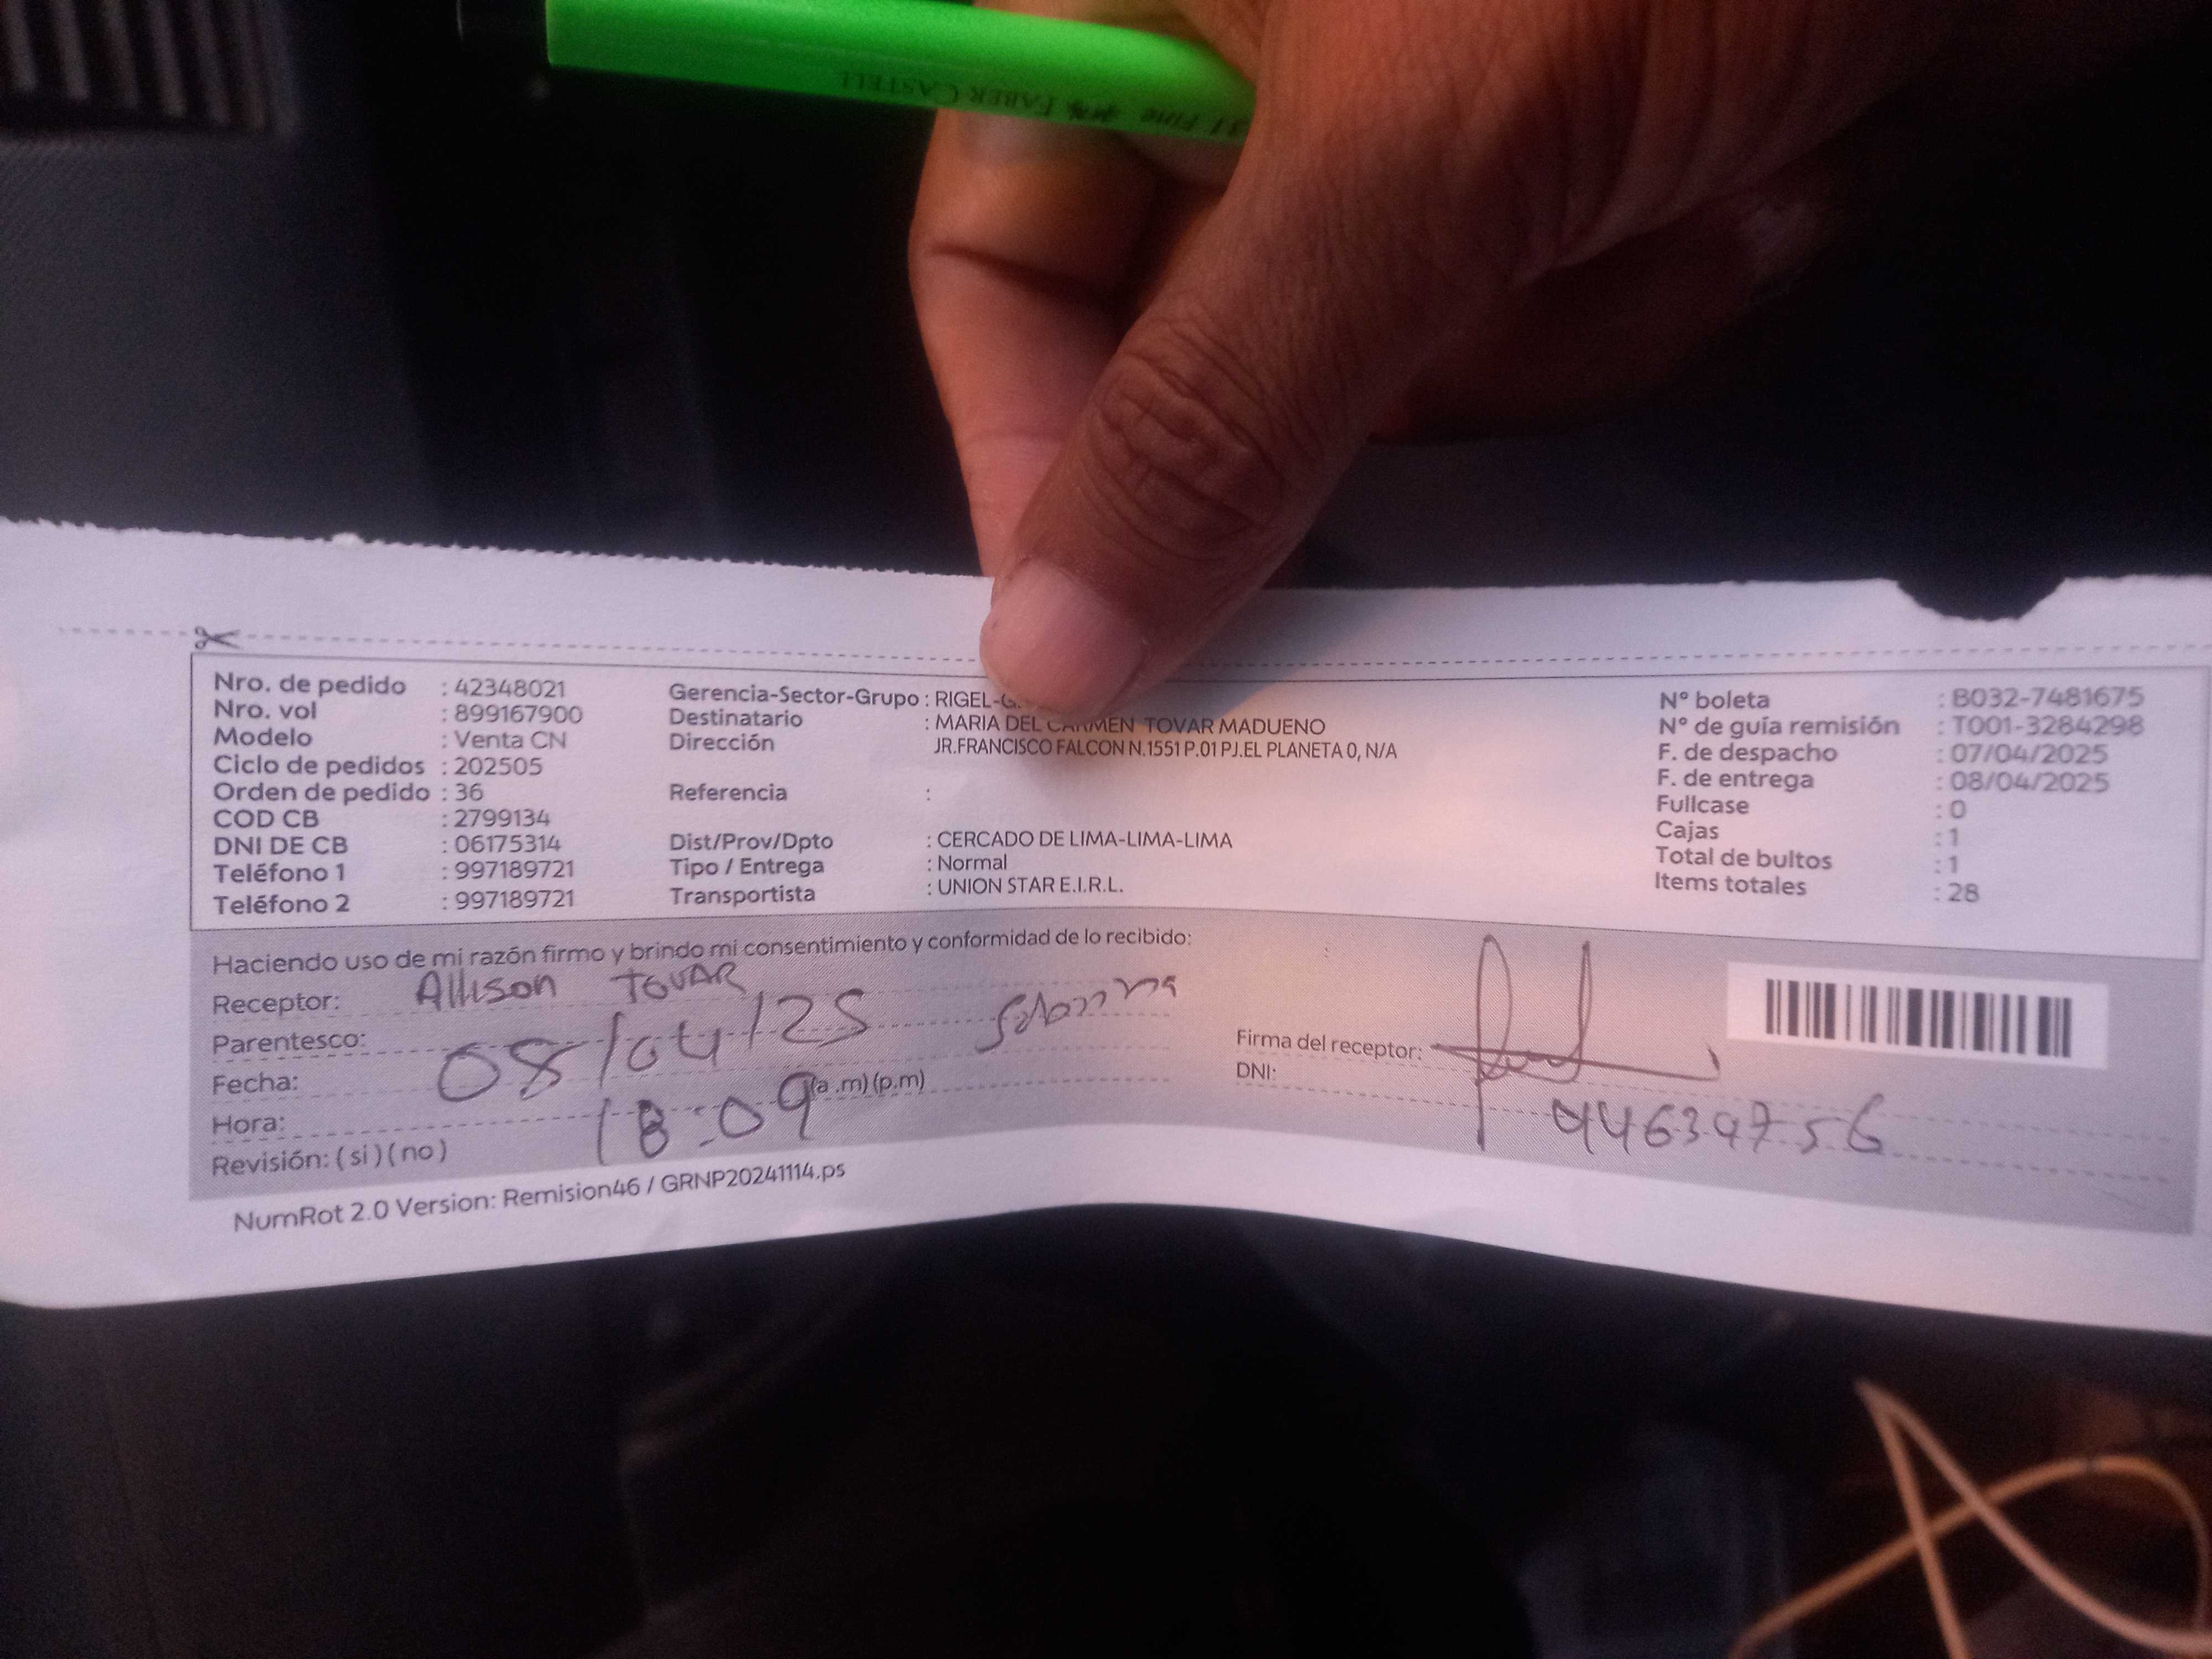 FABER CASTELL
Nro. de pedido : 42348021
Nro. vol : 899167900
Modelo : Venta CN
Ciclo de pedidos : 202505
Orden de pedido : 36
COD CB : 2799134
DNI DE CB : 06175314
Teléfono 1 : 997189721
Teléfono 2 : 997189721
Gerencia-Sector-Grupo : RIGEL-G
Destinatario : MARIA DEL CARMEN TOVAR MADUENO
Dirección JR.FRANCISCO FALCON N.1551 P.01 PJ.EL PLANETA 0, N/A
Referencia :
Dist/Prov/Dpto : CERCADO DE LIMA-LIMA-LIMA
Tipo / Entrega : Normal
Transportista : UNION STAR E.I.R.L.
N° boleta : B032-7481675
N° de guía remisión : T001-3284298
F. de despacho : 07/04/2025
F. de entrega : 08/04/2025
Fullcase : 0
Cajas : 1
Total de bultos : 1
Items totales : 28
Haciendo uso de mi razón firmo y brindo mi consentimiento y conformidad de lo recibido:
Receptor: Allison TOVAR
Parentesco:
Fecha: 08/04/25
Hora: 18:09 (a.m) (p.m)
Revisión: ( si ) ( no )
Firma del receptor:
DNI: 44639756
NumRot 2.0 Version: Remision46 / GRNP20241114.ps